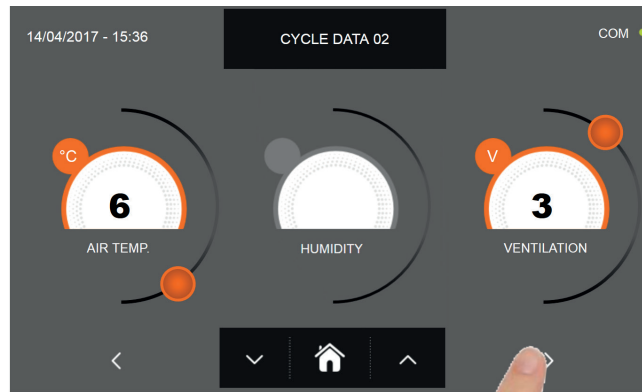 14/04/2017 - 15:36
CYCLE DATA 02
COM
°C
V
6
3
AIR TEMP.
HUMIDITY
VENTILATION